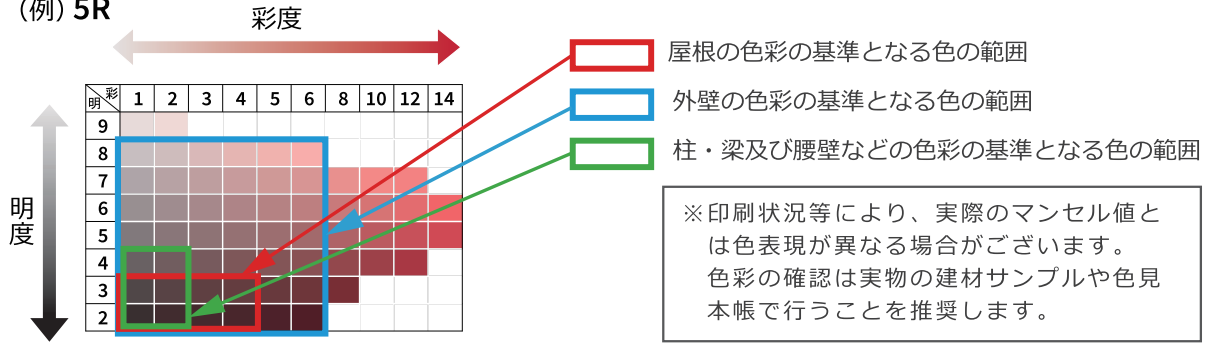 (例) 5R
彩度
屋根の色彩の基準となる色の範囲
外壁の色彩の基準となる色の範囲
柱・梁及び腰壁などの色彩の基準となる色の範囲
彩
明
1 2 3 4 5 6 8 10 12 14
9
8
7
6
5
4
3
2
明度
※印刷状況等により、実際のマンセル値と
は色表現が異なる場合がございます。
色彩の確認は実物の建材サンプルや色見
本帳で行うことを推奨します。